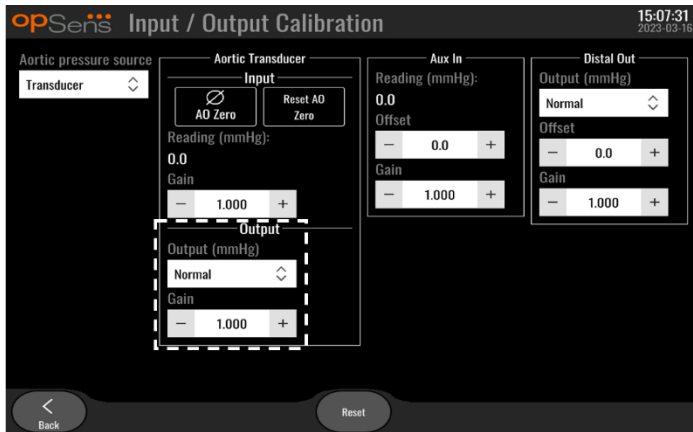 opSens Input / Output Calibration
15:07:31
2023-03-16
Aortic pressure source
Transducer
Aortic Transducer
Input
AO Zero
Reset AO
Zero
Reading (mmHg):
0.0
Gain
− 1.000 +
Output
Output (mmHg)
Normal
Gain
− 1.000 +
Aux In
Reading (mmHg):
0.0
Offset
− 0.0 +
Gain
− 1.000 +
Distal Out
Output (mmHg)
Normal
Offset
− 0.0 +
Gain
− 1.000 +
Back
Reset